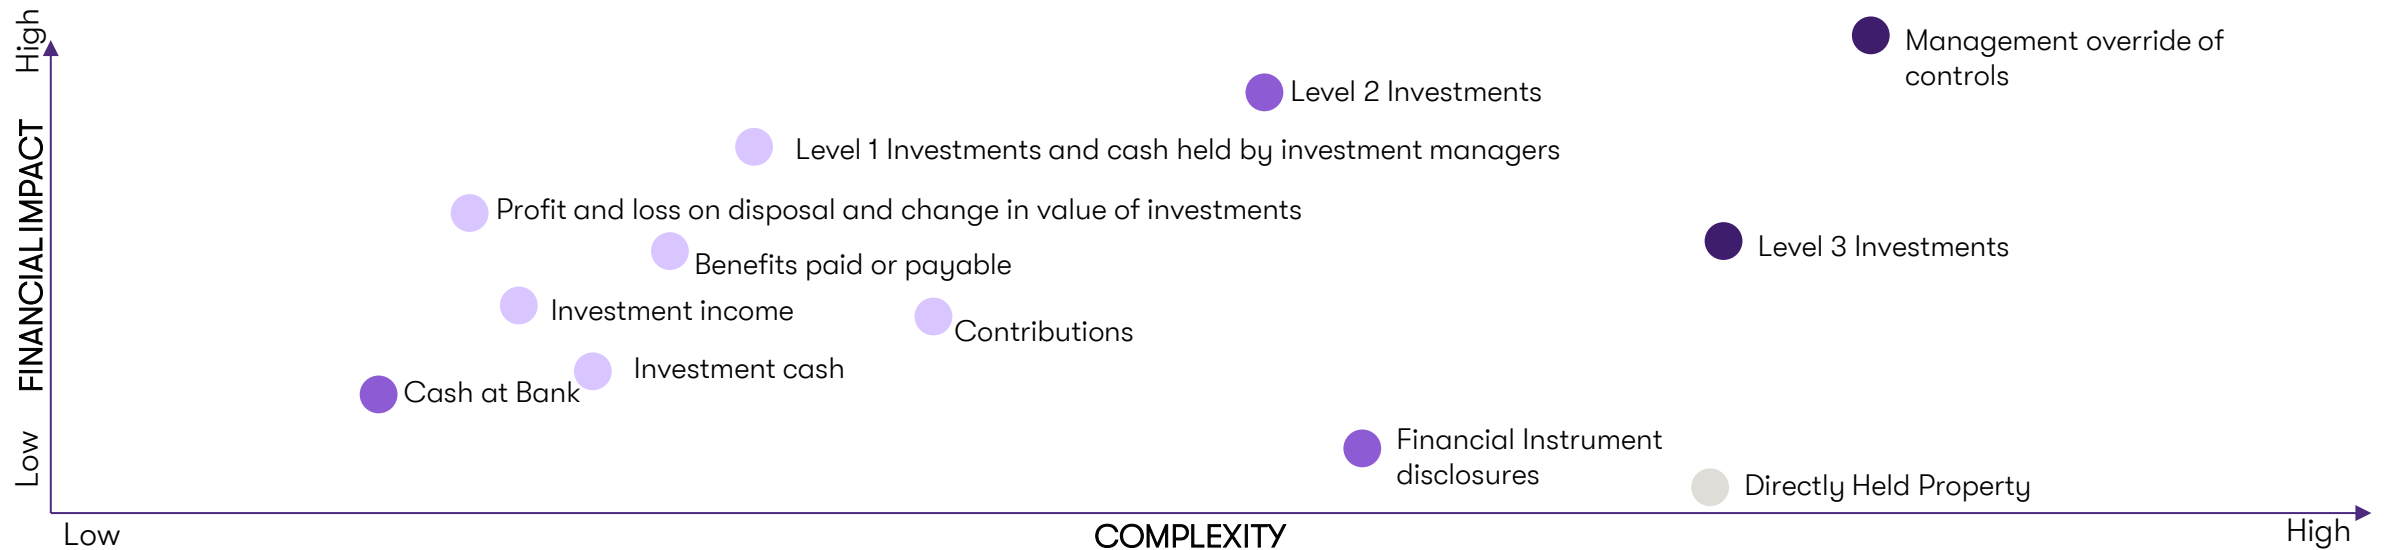 High
FINANCIAL IMPACT
Low
Management override of
controls
Level 2 Investments
Level 1 Investments and cash held by investment managers
Profit and loss on disposal and change in value of investments
Level 3 Investments
Benefits paid or payable
Investment income
Contributions
Investment cash
Cash at Bank
Financial Instrument
disclosures
Directly Held Property
Low
COMPLEXITY
High